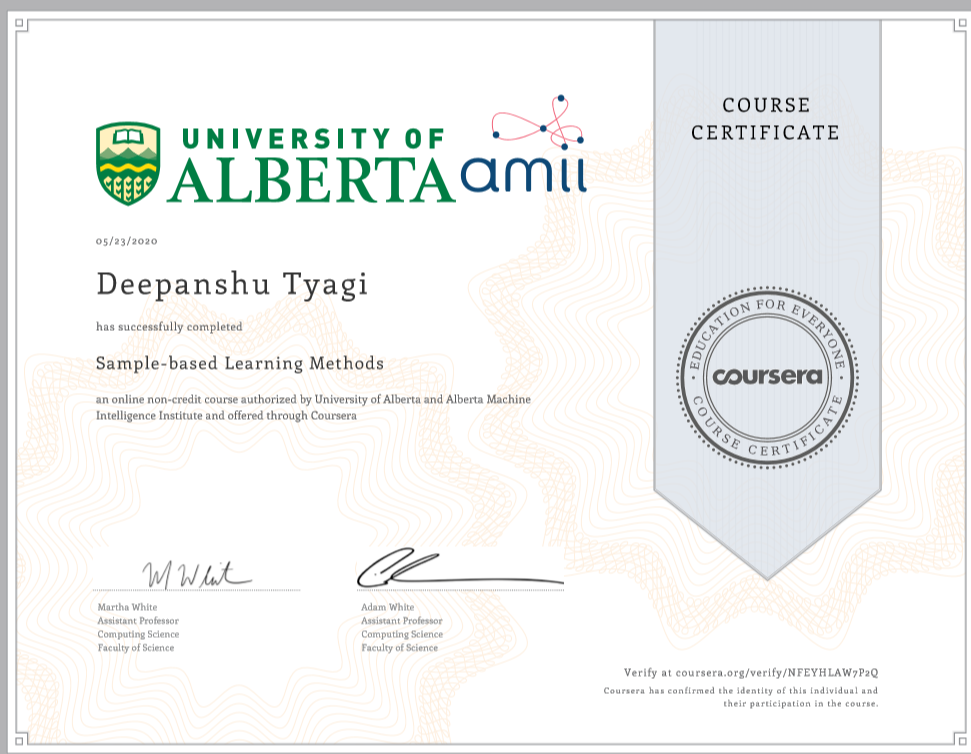 UNIVERSITY OF
ALBERTA
amii
COURSE
CERTIFICATE
05/23/2020
Deepanshu Tyagi
has successfully completed
Sample-based Learning Methods
an online non-credit course authorized by University of Alberta and Alberta Machine
Intelligence Institute and offered through Coursera
EDUCATION FOR EVERYONE
coursera
COURSE CERTIFICATE
M White
Martha White
Assistant Professor
Computing Science
Faculty of Science
Adam White
Assistant Professor
Computing Science
Faculty of Science
Verify at coursera.org/verify/NFEYHLAW7P2Q
Coursera has confirmed the identity of this individual and
their participation in the course.